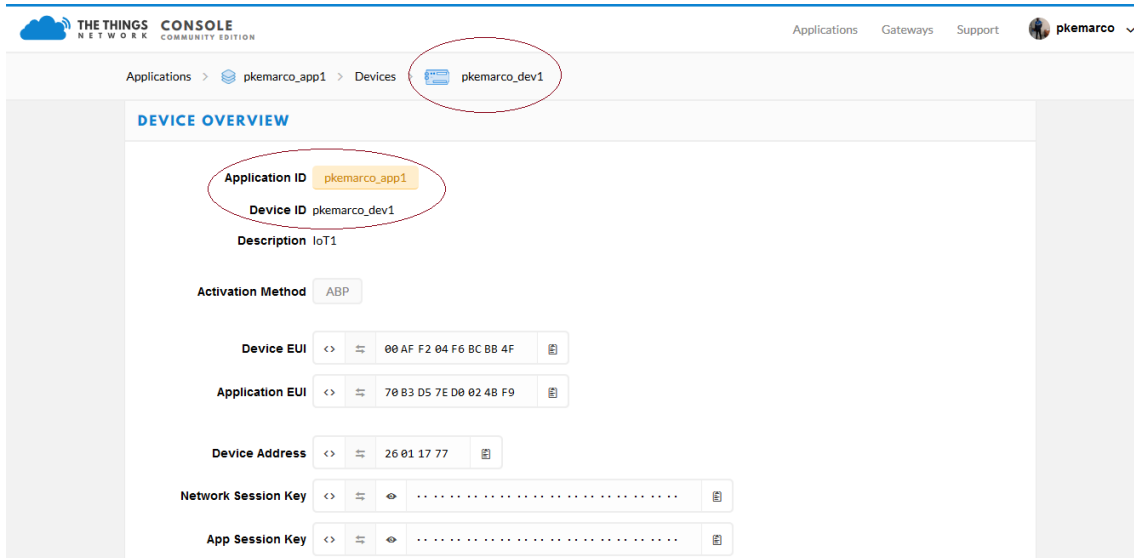 THE THINGS NETWORK CONSOLE COMMUNITY EDITION
Applications Gateways Support pkemarco
Applications > pkemarco_app1 > Devices > pkemarco_dev1
DEVICE OVERVIEW
Application ID pkemarco_app1
Device ID pkemarco_dev1
Description IoT1
Activation Method ABP
Device EUI <> 00 AF F2 04 F6 BC BB 4F
Application EUI <> 70 B3 D5 7E D0 02 4B F9
Device Address <> 26 01 17 77
Network Session Key <> ·· ·· ·· ·· ·· ·· ·· ·· ·· ·· ·· ·· ·· ·· ·· ··
App Session Key <> ·· ·· ·· ·· ·· ·· ·· ·· ·· ·· ·· ·· ·· ·· ·· ··